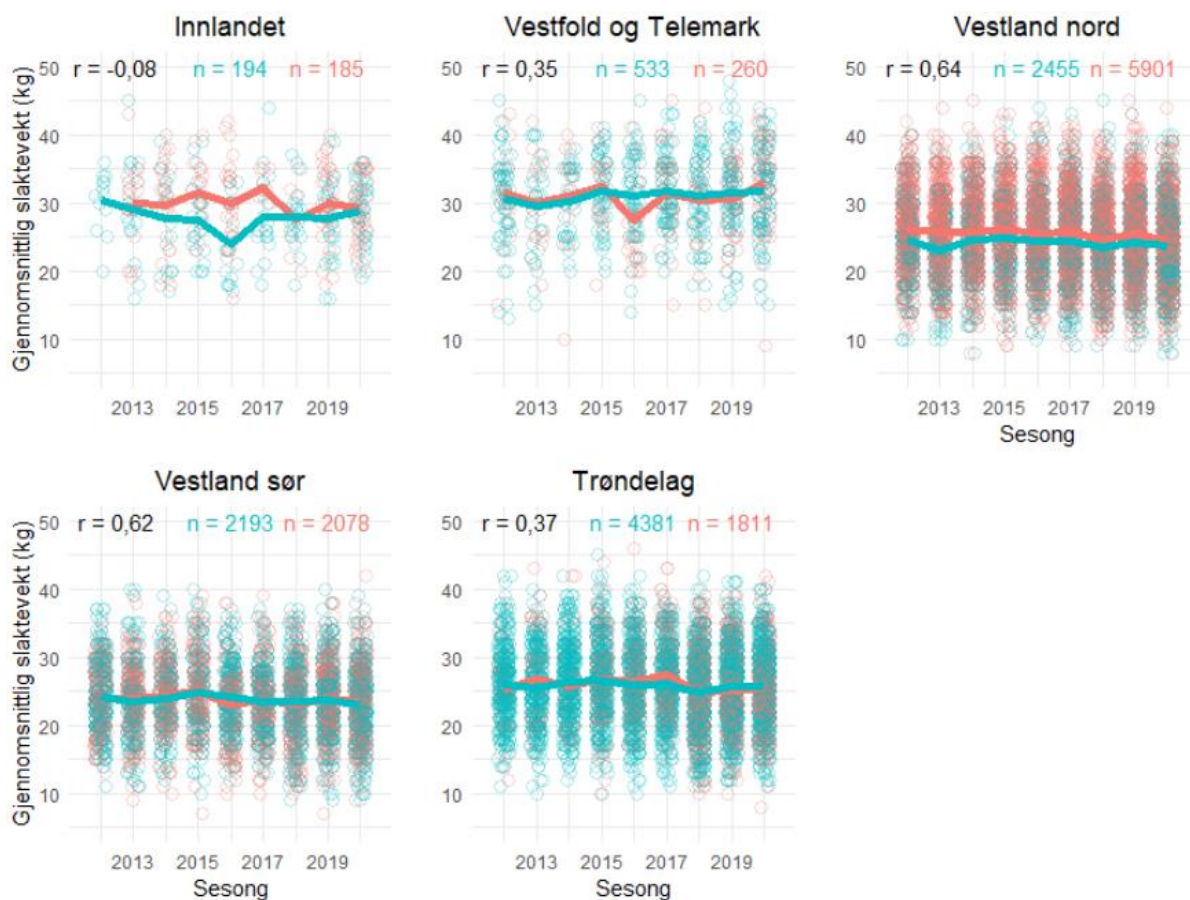 Innlandet
r = -0,08 n = 194 n = 185
Vestfold og Telemark
r = 0,35 n = 533 n = 260
Vestland nord
r = 0,64 n = 2455 n = 5901
Gjennomsnittlig slaktevekt (kg)
50
40
30
20
10
50
40
30
20
10
50
40
30
20
10
2013 2015 2017 2019
2013 2015 2017 2019
2013 2015 2017 2019
Sesong
Vestland sør
r = 0,62 n = 2193 n = 2078
Trøndelag
r = 0,37 n = 4381 n = 1811
Gjennomsnittlig slaktevekt (kg)
50
40
30
20
10
50
40
30
20
10
2013 2015 2017 2019
Sesong
2013 2015 2017 2019
Sesong